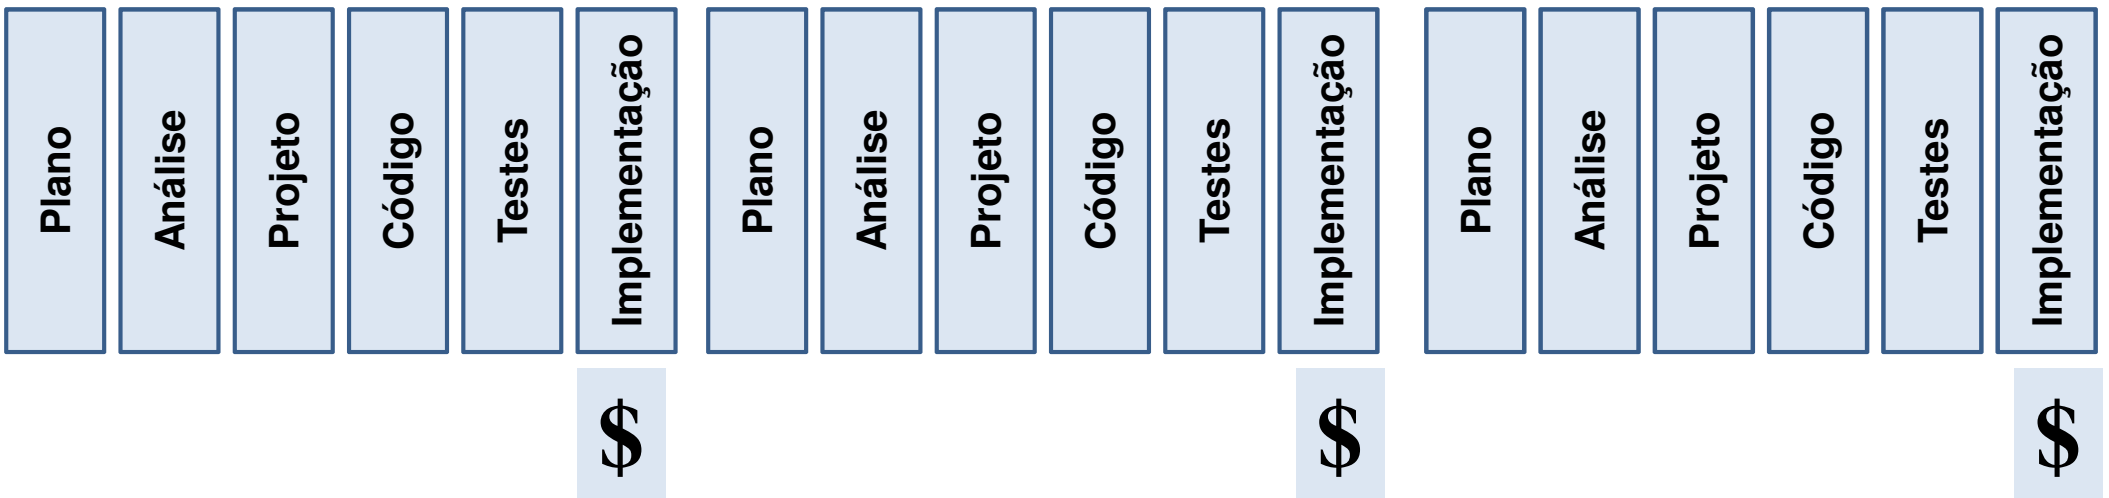 Plano
Análise
Projeto
Código
Testes
Implementação
Plano
Análise
Projeto
Código
Testes
Implementação
Plano
Análise
Projeto
Código
Testes
Implementação
$
$
$